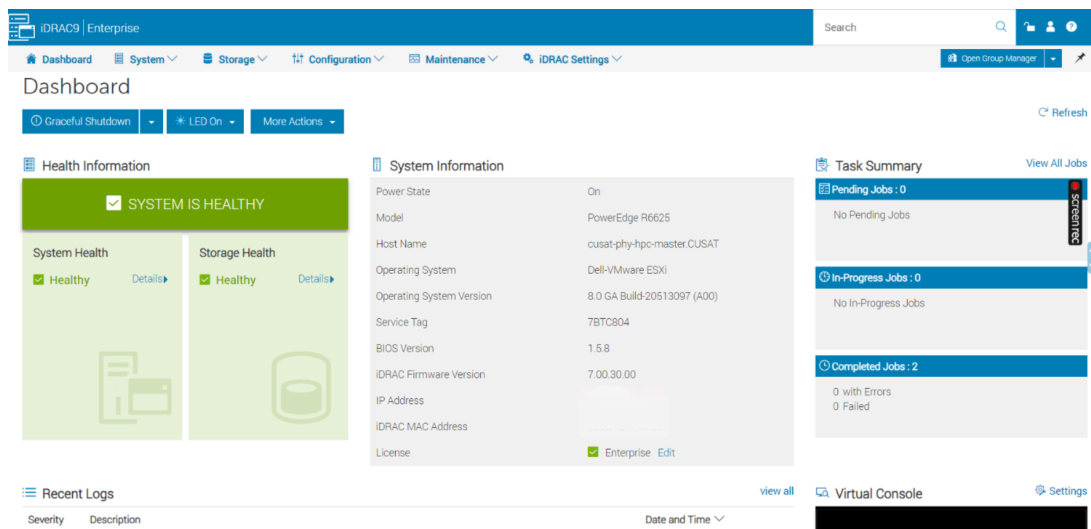 iDRAC9 | Enterprise
Search
Dashboard System Storage Configuration Maintenance iDRAC Settings
Open Group Manager
Dashboard
Refresh
Graceful Shutdown LED On More Actions
Health Information
SYSTEM IS HEALTHY
System Health
Healthy Details
Storage Health
Healthy Details
System Information
Power State On
Model PowerEdge R6625
Host Name cusat-phy-hpc-master.CUSAT
Operating System Dell-VMware ESXi
Operating System Version 8.0 GA Build-20513097 (A00)
Service Tag 7BTC804
BIOS Version 1.5.8
iDRAC Firmware Version 7.00.30.00
IP Address
iDRAC MAC Address
License Enterprise Edit
Task Summary View All Jobs
Pending Jobs : 0
No Pending Jobs
In-Progress Jobs : 0
No In-Progress Jobs
Completed Jobs : 2
0 with Errors
0 Failed
screenrec
Recent Logs view all
Severity Description Date and Time
Virtual Console Settings